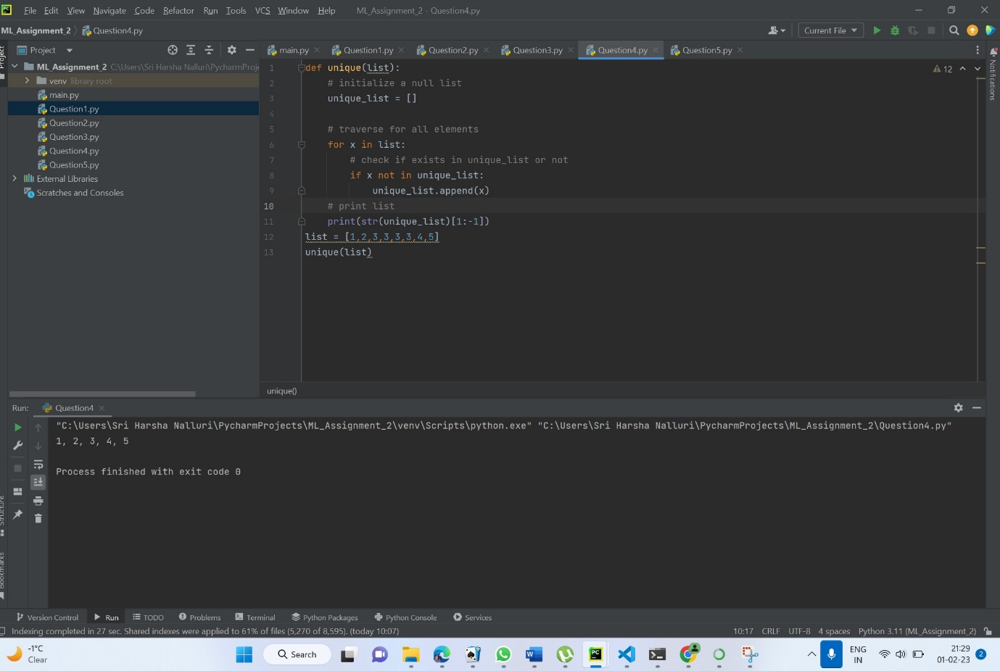 PC File Edit View Navigate Code Refactor Run Tools VCS Window Help ML_Assignment_2 - Question4.py
ML_Assignment_2 Question4.py Current File
Project
Project main.py Question1.py Question2.py Question3.py Question4.py Question5.py
ML_Assignment_2 C:\Users\Sri Harsha Nalluri\PycharmProje
venv library root
main.py
Question1.py
Question2.py
Question3.py
Question4.py
Question5.py
External Libraries
Scratches and Consoles
12
Notifications
1 def unique(list):
2 # initialize a null list
3 unique_list = []
4
5 # traverse for all elements
6 for x in list:
7 # check if exists in unique_list or not
8 if x not in unique_list:
9 unique_list.append(x)
10 # print list
11 print(str(unique_list)[1:-1])
12 list = [1,2,3,3,3,3,4,5]
13 unique(list)
unique()
Run: Question4
"C:\Users\Sri Harsha Nalluri\PycharmProjects\ML_Assignment_2\venv\Scripts\python.exe" "C:\Users\Sri Harsha Nalluri\PycharmProjects\ML_Assignment_2\Question4.py"
1, 2, 3, 4, 5
Process finished with exit code 0
Structure
Bookmarks
Version Control Run TODO Problems Terminal Python Packages Python Console Services
Indexing completed in 27 sec. Shared indexes were applied to 61% of files (5,270 of 8,595). (today 10:07) 10:17 CRLF UTF-8 4 spaces Python 3.11 (ML_Assignment_2)
-1°C
Clear
Search
PC
ENG
IN
21:29
01-02-23
2